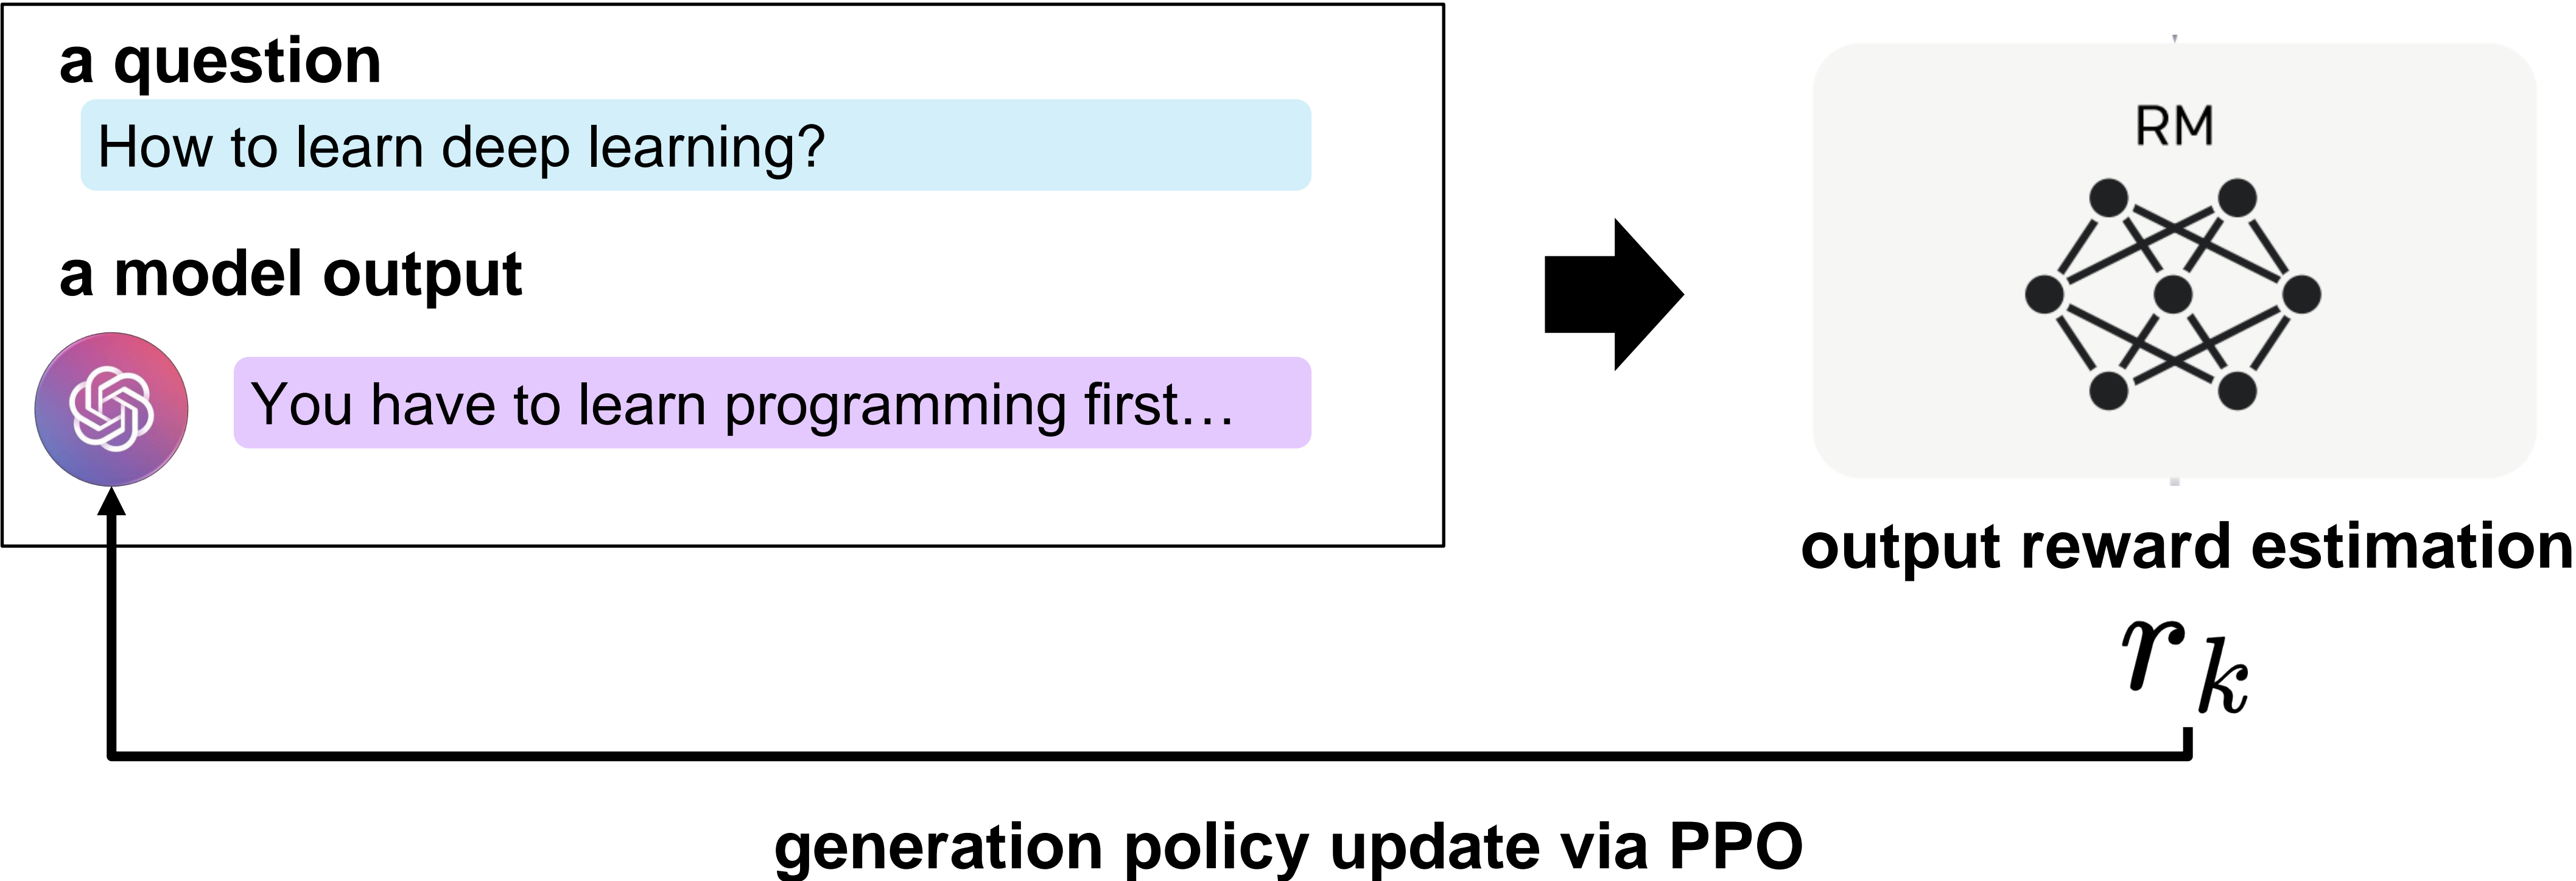 a question
How to learn deep learning?
a model output
You have to learn programming first…
RM
output reward estimation
r_k
generation policy update via PPO